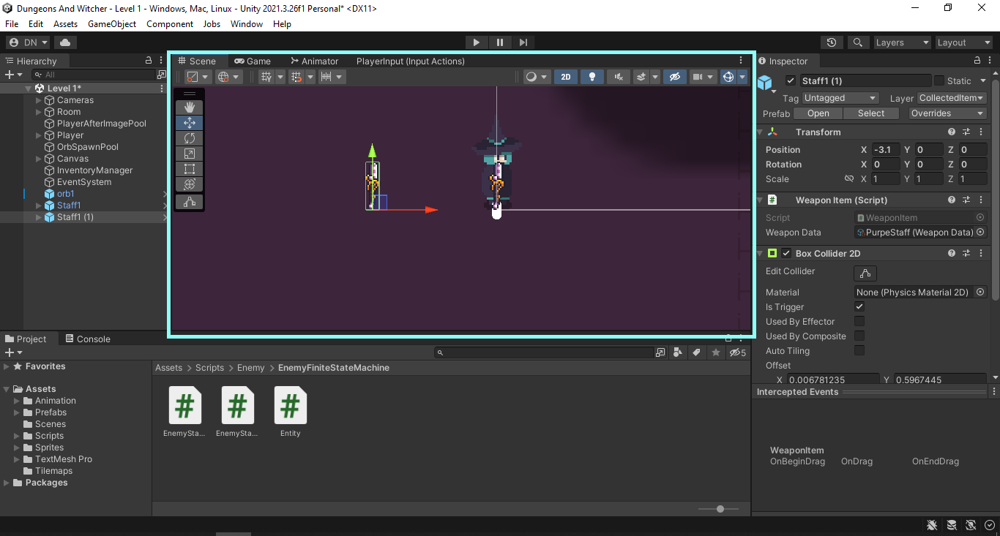 Dungeons And Witcher - Level 1 - Windows, Mac, Linux - Unity 2021.3.26f1 Personal* <DX11>
File Edit Assets GameObject Component Jobs Window Help
DN Layers Layout
Hierarchy
All
Level 1*
Cameras
Room
PlayerAfterImagePool
Player
OrbSpawnPool
Canvas
InventoryManager
EventSystem
orb1
Staff1
Staff1 (1)
Scene Game Animator PlayerInput (Input Actions)
2D
Inspector
Staff1 (1) Static
Tag Untagged Layer CollectedItem
Prefab Open Select Overrides
Transform
Position X -3.1 Y 0 Z 0
Rotation X 0 Y 0 Z 0
Scale X 1 Y 1 Z 1
# Weapon Item (Script)
Script WeaponItem
Weapon Data PurpeStaff (Weapon Data)
Box Collider 2D
Edit Collider
Material None (Physics Material 2D)
Is Trigger
Used By Effector
Used By Composite
Auto Tiling
Offset
X 0.006781235 Y 0.5967445
Intercepted Events
WeaponItem
OnBeginDrag OnDrag OnEndDrag
Project Console
5
Favorites
Assets
Animation
Prefabs
Scenes
Scripts
Sprites
TextMesh Pro
Tilemaps
Packages
Assets > Scripts > Enemy > EnemyFiniteStateMachine
# # #
EnemySta... EnemySta... Entity